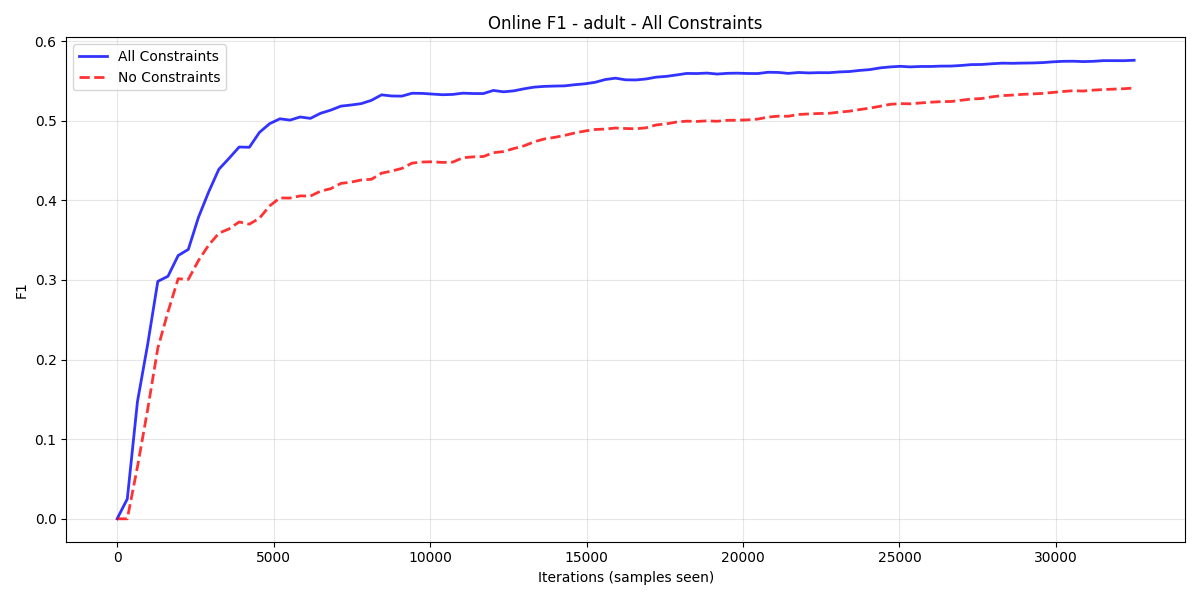 Online F1 - adult - All Constraints
All Constraints
No Constraints
F1
0.6
0.5
0.4
0.3
0.2
0.1
0.0
0 5000 10000 15000 20000 25000 30000
Iterations (samples seen)